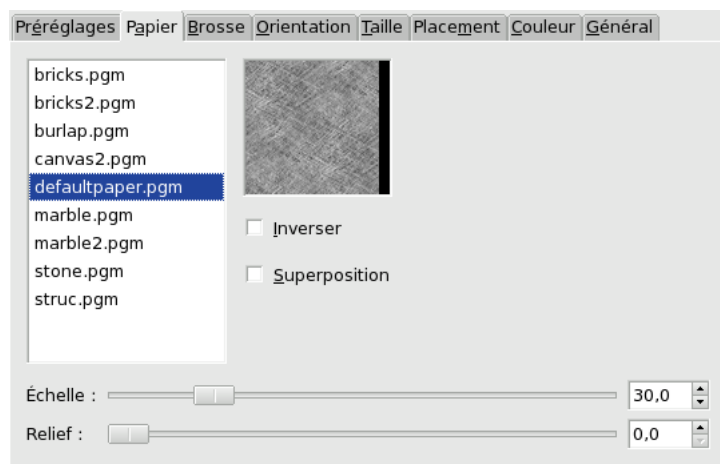 Préréglages Papier Brosse Orientation Taille Placement Couleur Général
bricks.pgm
bricks2.pgm
burlap.pgm
canvas2.pgm
defaultpaper.pgm
marble.pgm
marble2.pgm
stone.pgm
struc.pgm
Inverser
Superposition
Échelle : 30,0
Relief : 0,0